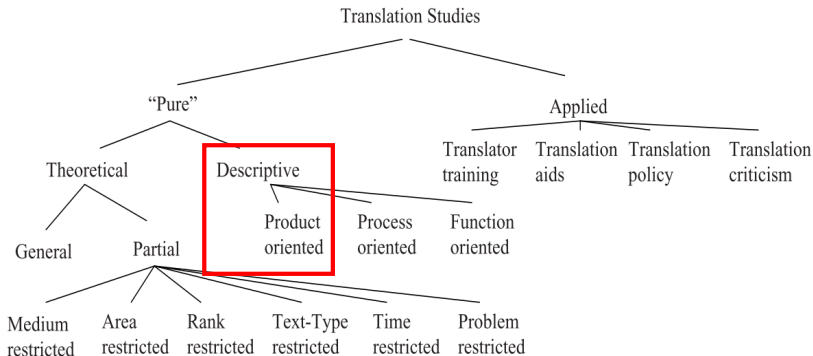 Translation Studies
“Pure”
Applied
Theoretical
Descriptive
Translator
training
Translation
aids
Translation
policy
Translation
criticism
General
Partial
Product
oriented
Process
oriented
Function
oriented
Medium
restricted
Area
restricted
Rank
restricted
Text-Type
restricted
Time
restricted
Problem
restricted